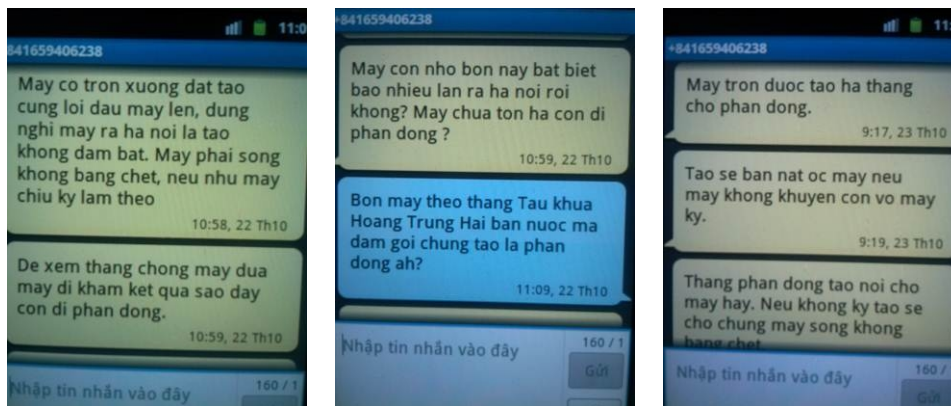 11:0
841659406238
May co tron xuong dat tao
cung loi dau may len, dung
nghi may ra ha noi la tao
khong dam bat. May phai song
khong bang chet, neu nhu may
chiu ky lam theo
10:58, 22 Th10
De xem thang chong may dua
may di kham ket qua sao day
con di phan dong.
10:59, 22 Th10
Nhập tin nhắn vào đây
160 / 1
+841659406238
May con nho bon nay bat biet
bao nhieu lan ra ha noi roi
khong? May chua ton ha con di
phan dong ?
10:59, 22 Th10
Bon may theo thang Tau khua
Hoang Trung Hai ban nuoc ma
dam goi chung tao la phan
dong ah?
11:09, 22 Th10
Nhập tin nhắn vào đây
160 / 1
Gửi
11:
+841659406238
May tron duoc tao ha thang
cho phan dong.
9:17, 23 Th10
Tao se ban nat oc may neu
may khong khuyen con vo may
ky.
9:19, 23 Th10
Thang phan dong tao noi cho
may hay. Neu khong ky tao se
cho chung may song khong
bang chet
Nhập tin nhắn vào đây
160 /
Gửi